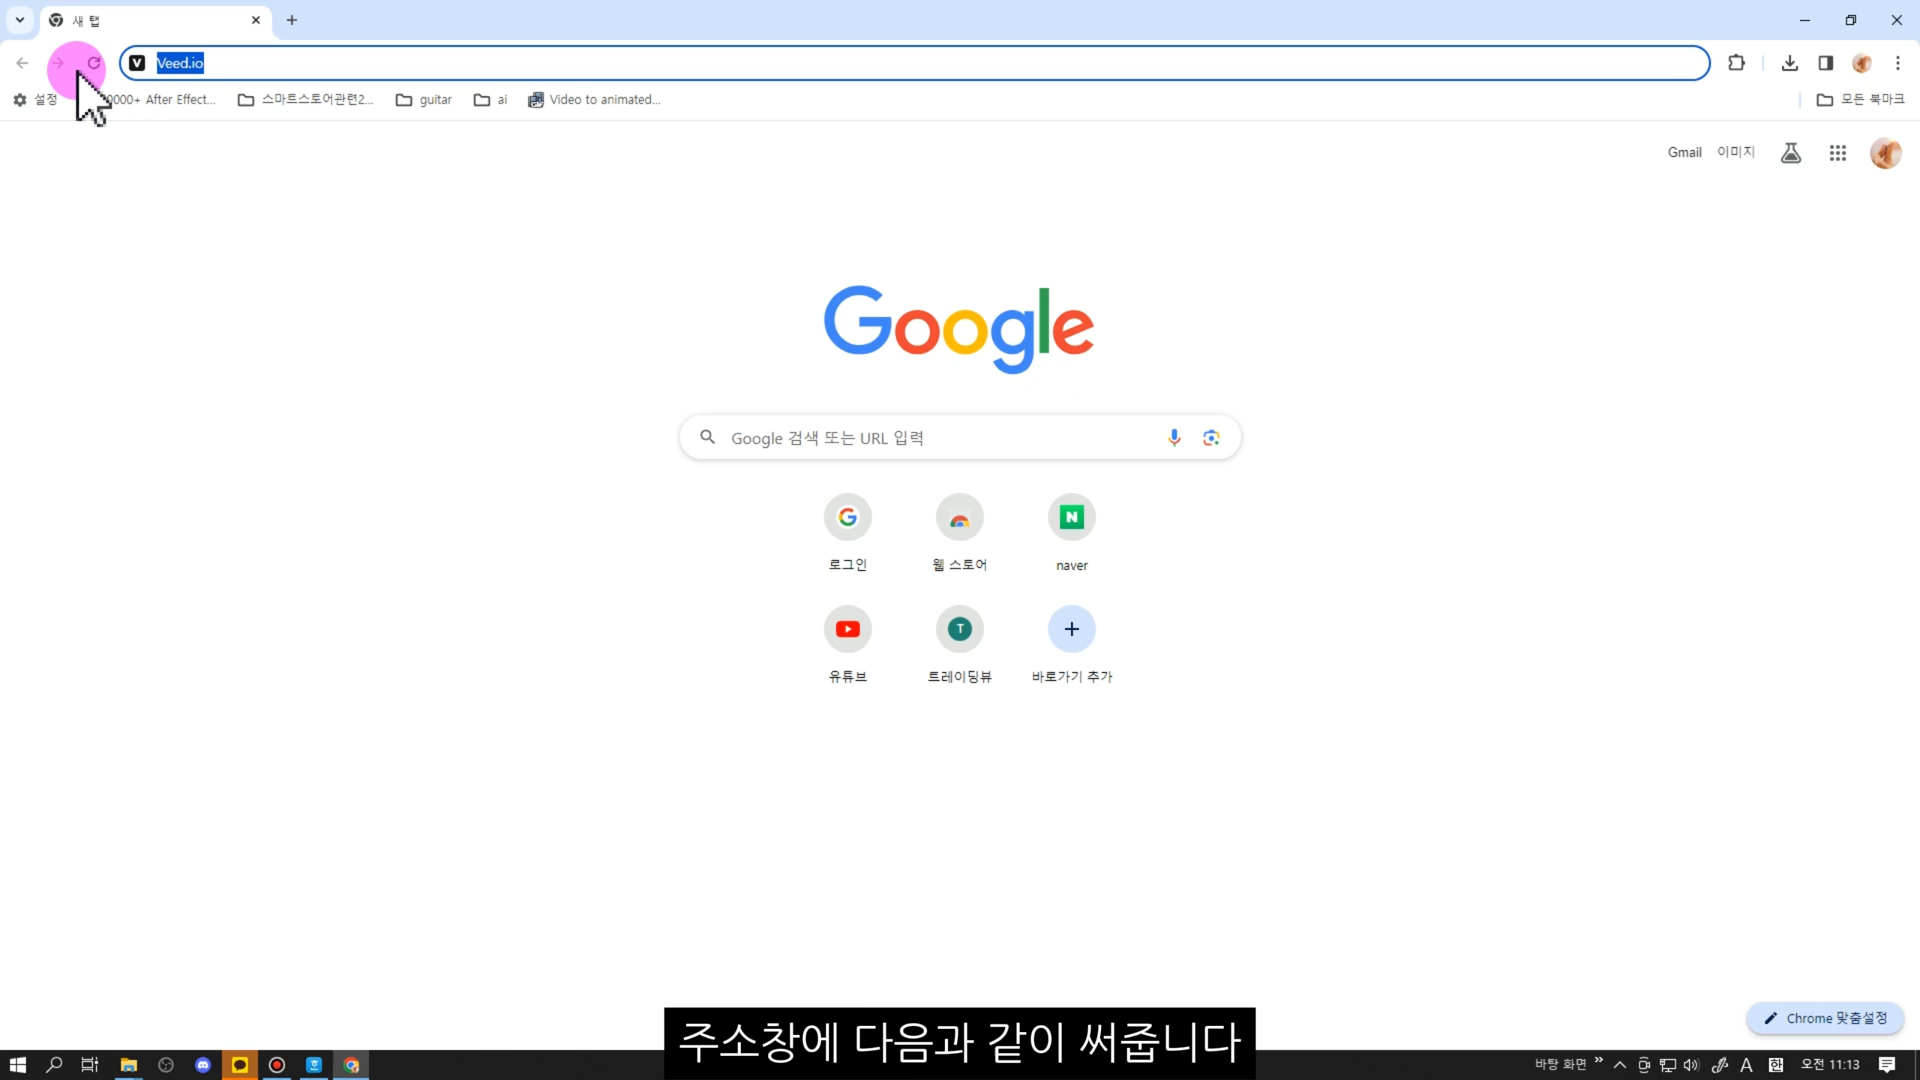 새 탭
Veed.io
설정
0000+ After Effect...
스마트스토어관련2...
guitar
ai
Video to animated...
모든 북마크
Gmail
이미지
Google
Google 검색 또는 URL 입력
로그인
웹 스토어
naver
유튜브
트레이딩뷰
바로가기 추가
Chrome 맞춤설정
주소창에 다음과 같이 써줍니다
바탕 화면
오전 11:13